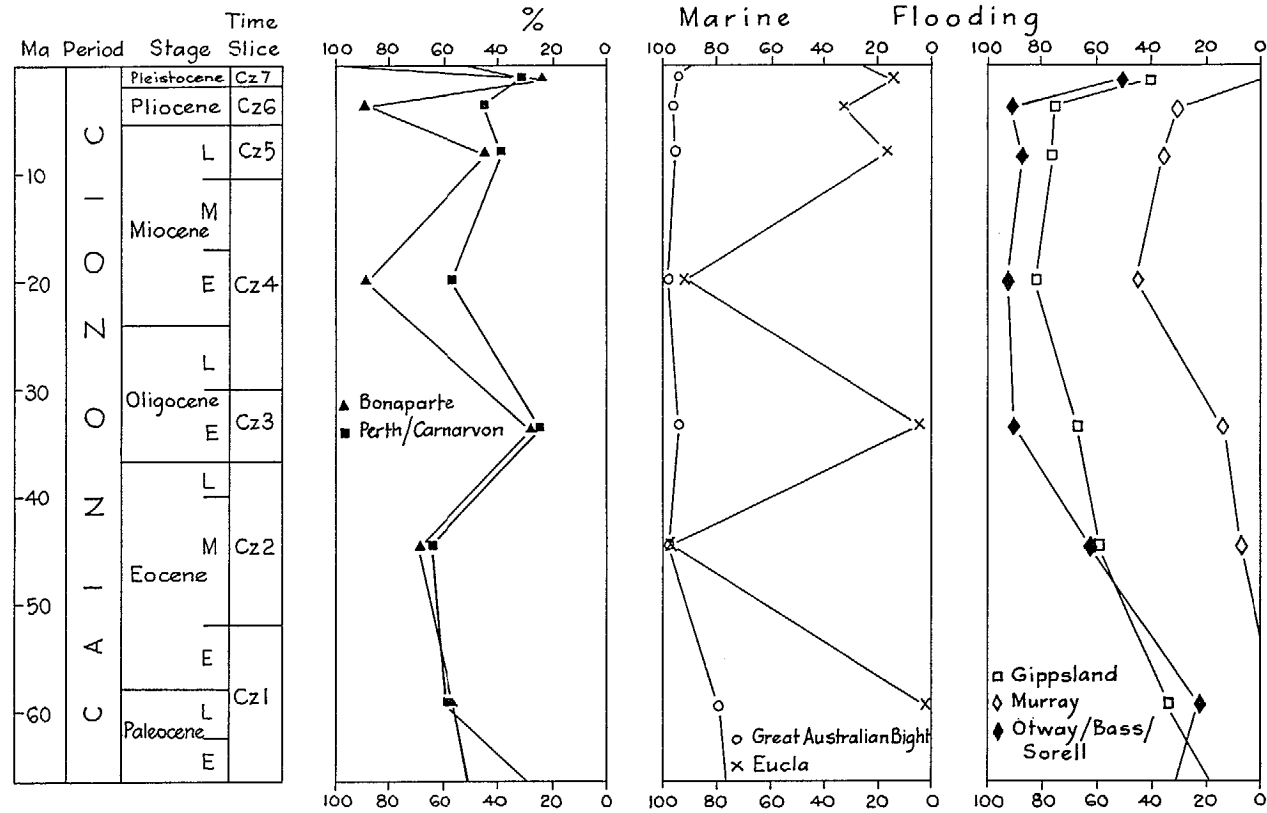 % Marine Flooding
Time
Ma Period Stage Slice
100 80 60 40 20 0
100 80 60 40 20 0
100 80 60 40 20 0
Pleistocene Cz7
Pliocene Cz6
L Cz5
10
M
Miocene
20 E Cz4
L
30
Oligocene
E Cz3
L
40
M Cz2
Eocene
50
E
Cz1
60 L
Paleocene
E
CAINOZOIC
Bonaparte
Perth/Carnarvon
Great Australian Bight
Eucla
Gippsland
Murray
Otway/Bass/
Sorell
100 80 60 40 20 0
100 80 60 40 20 0
100 80 60 40 20 0